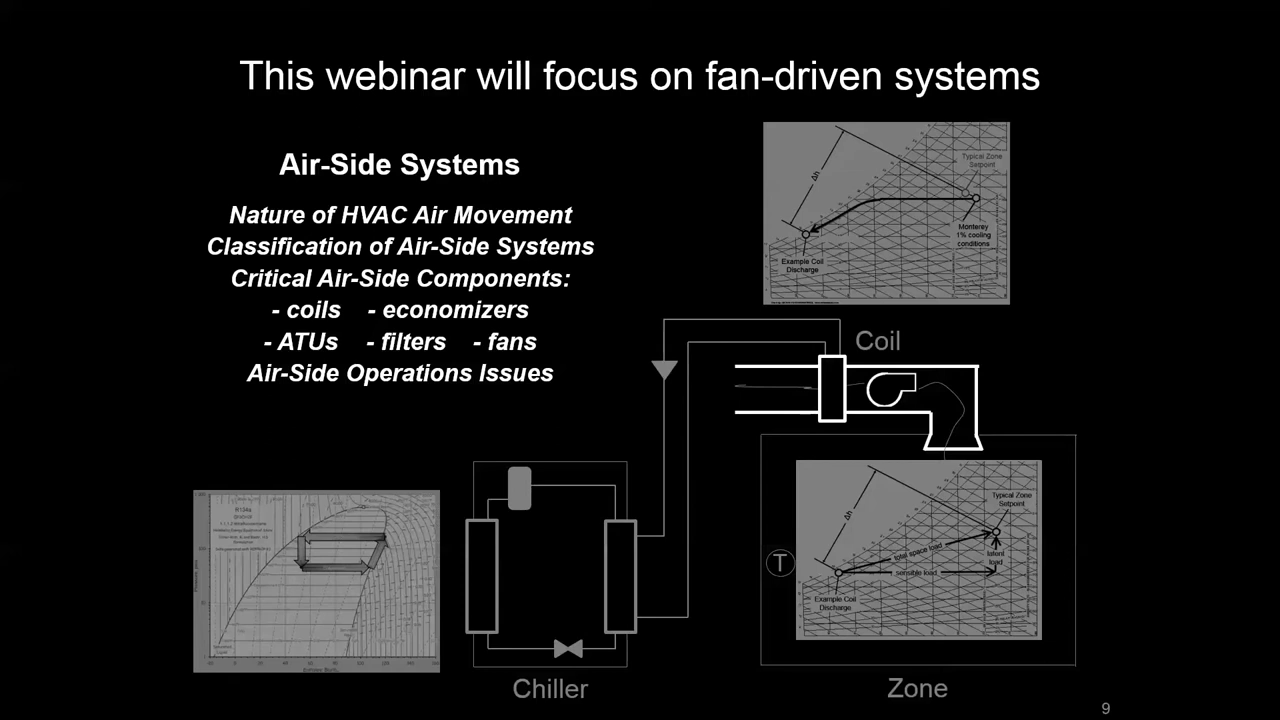 This webinar will focus on fan-driven systems
Air-Side Systems
Nature of HVAC Air Movement
Classification of Air-Side Systems
Critical Air-Side Components:
- coils - economizers
- ATUs - filters - fans
Air-Side Operations Issues
Δh
Typical Zone
Setpoint
Monterey
1% cooling
conditions
Example Coil
Discharge
Coil
Δh
Typical Zone
Setpoint
total space load
latent
load
sensible load
Example Coil
Discharge
T
R134a
Chiller
Zone
9